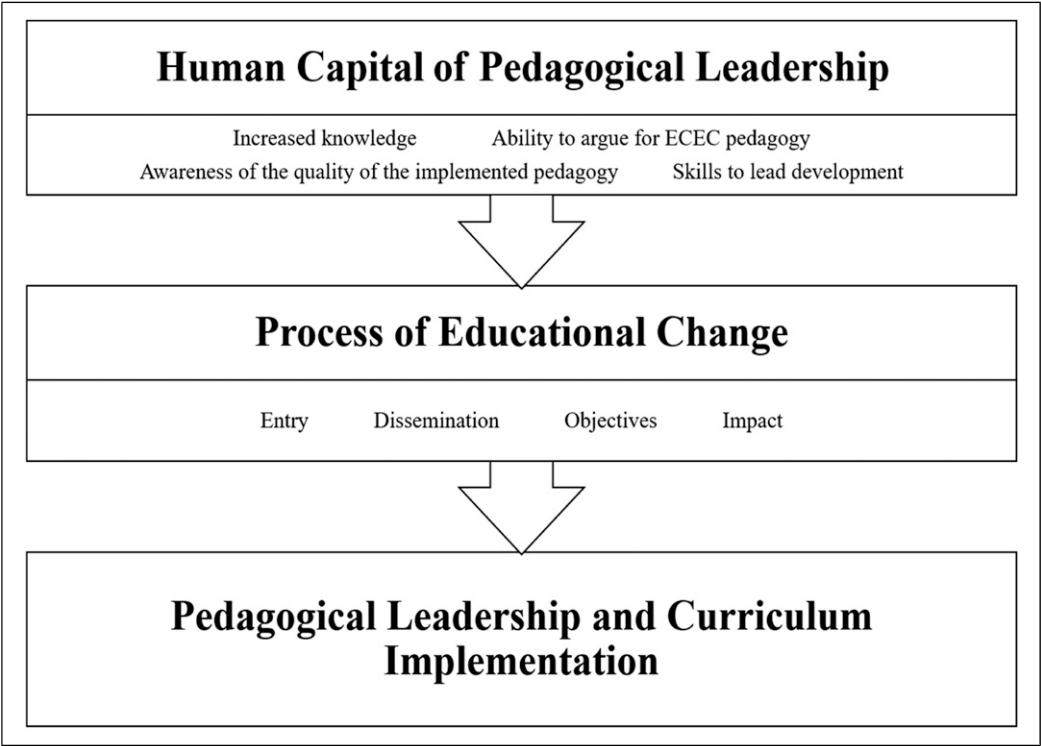 Human Capital of Pedagogical Leadership
Increased knowledge Ability to argue for ECEC pedagogy
Awareness of the quality of the implemented pedagogy Skills to lead development
Process of Educational Change
Entry Dissemination Objectives Impact
Pedagogical Leadership and Curriculum
Implementation